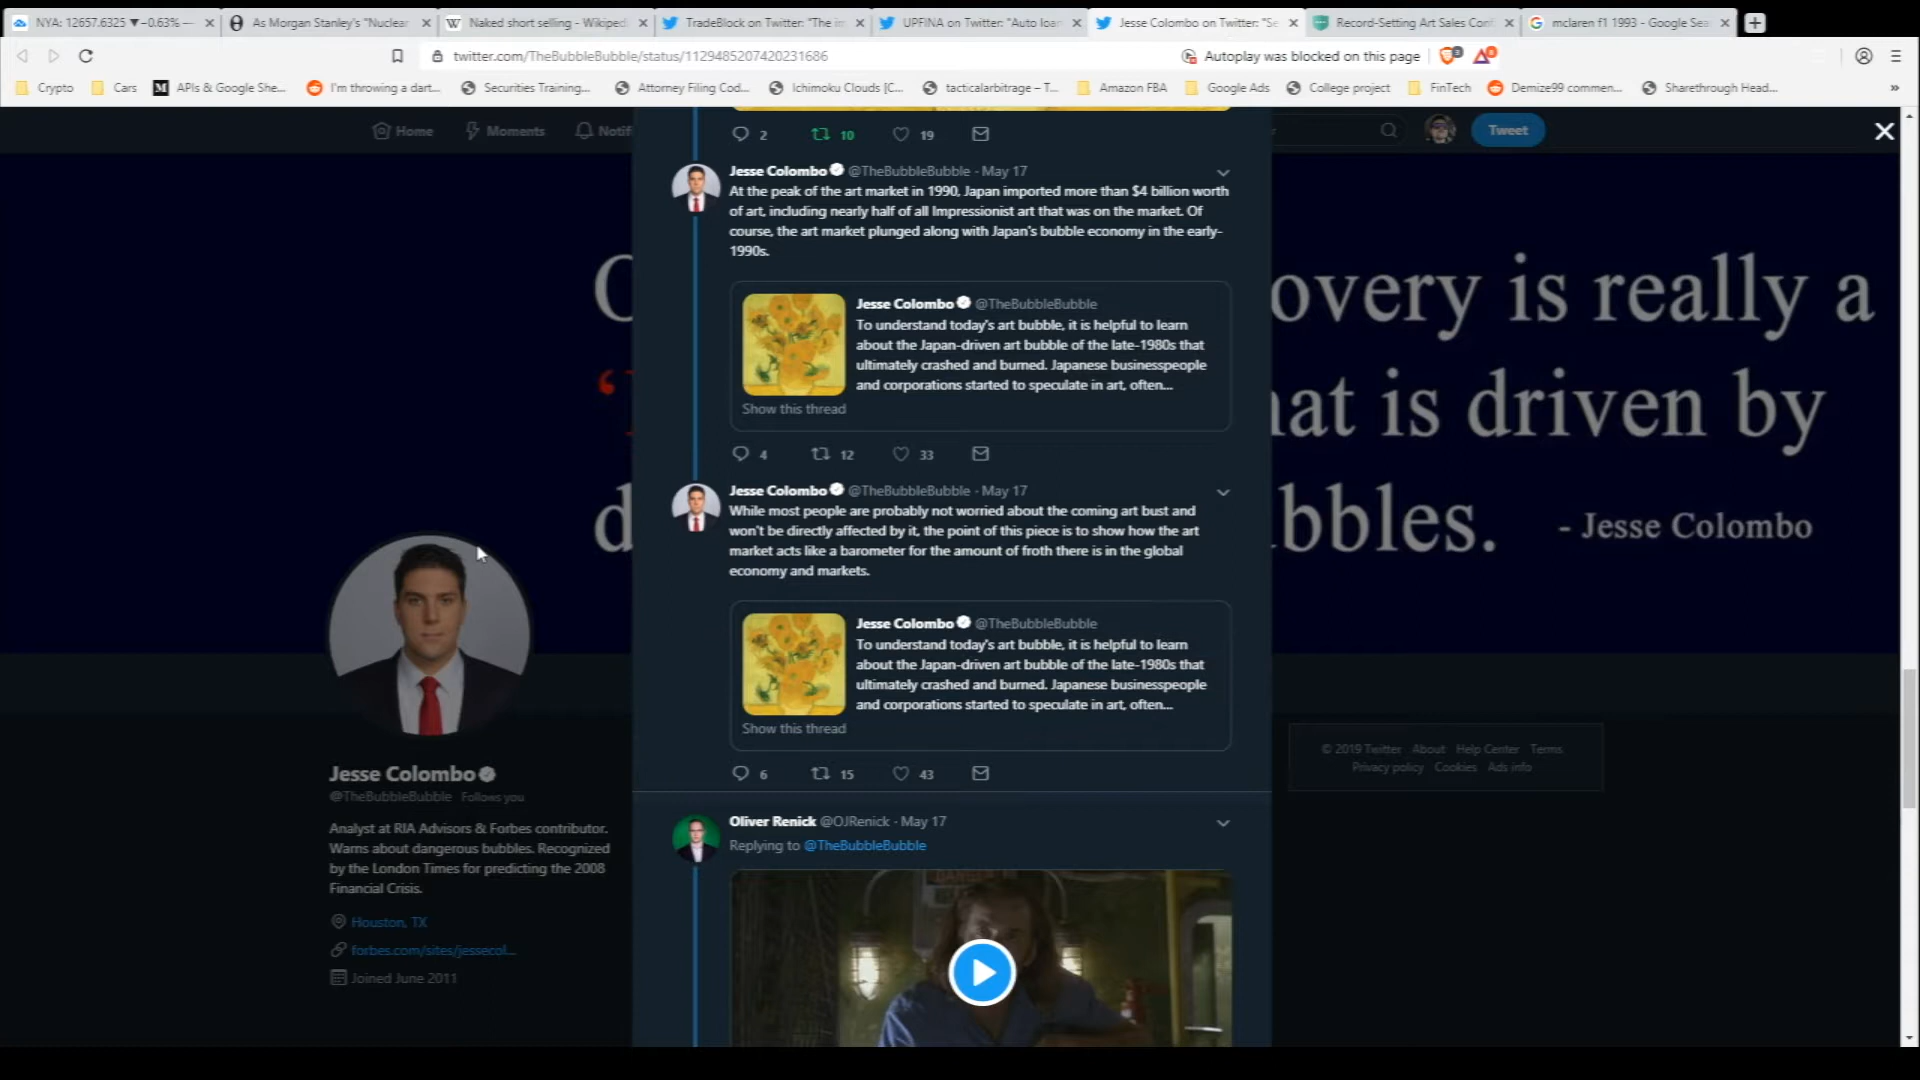 NYA: 12657.6325 ▼−0.63% —
As Morgan Stanley's "Nuclear
Naked short selling - Wikiped
TradeBlock on Twitter: "The i
UPFINA on Twitter: "Auto loan
Jesse Colombo on Twitter: "Se
Record-Setting Art Sales Conf
mclaren f1 1993 - Google Sea
twitter.com/TheBubbleBubble/status/1129485207420231686
Autoplay was blocked on this page
Crypto
Cars
APIs & Google She...
I'm throwing a dart...
Securities Training...
Attorney Filing Cod...
Ichimoku Clouds [C...
tacticalarbitrage – T...
Amazon FBA
Google Ads
College project
FinTech
Demize99 commen...
Sharethrough Head...
»
Home
Moments
Notifi
Tweet
2 10 19
Jesse Colombo @TheBubbleBubble · May 17
At the peak of the art market in 1990, Japan imported more than $4 billion worth
of art, including nearly half of all Impressionist art that was on the market. Of
course, the art market plunged along with Japan's bubble economy in the early-
1990s.
Jesse Colombo @TheBubbleBubble
To understand today's art bubble, it is helpful to learn
about the Japan-driven art bubble of the late-1980s that
ultimately crashed and burned. Japanese businesspeople
and corporations started to speculate in art, often...
Show this thread
4 12 33
Jesse Colombo @TheBubbleBubble · May 17
While most people are probably not worried about the coming art bust and
won't be directly affected by it, the point of this piece is to show how the art
market acts like a barometer for the amount of froth there is in the global
economy and markets.
Jesse Colombo @TheBubbleBubble
To understand today's art bubble, it is helpful to learn
about the Japan-driven art bubble of the late-1980s that
ultimately crashed and burned. Japanese businesspeople
and corporations started to speculate in art, often...
Show this thread
6 15 43
Oliver Renick @OJRenick · May 17
Replying to @TheBubbleBubble
DANGER
overy is really a
hat is driven by
bbles. - Jesse Colombo
Jesse Colombo
@TheBubbleBubble Follows you
Analyst at RIA Advisors & Forbes contributor.
Warns about dangerous bubbles. Recognized
by the London Times for predicting the 2008
Financial Crisis.
Houston, TX
forbes.com/sites/jessecol...
Joined June 2011
© 2019 Twitter About Help Center Terms
Privacy policy Cookies Ads info